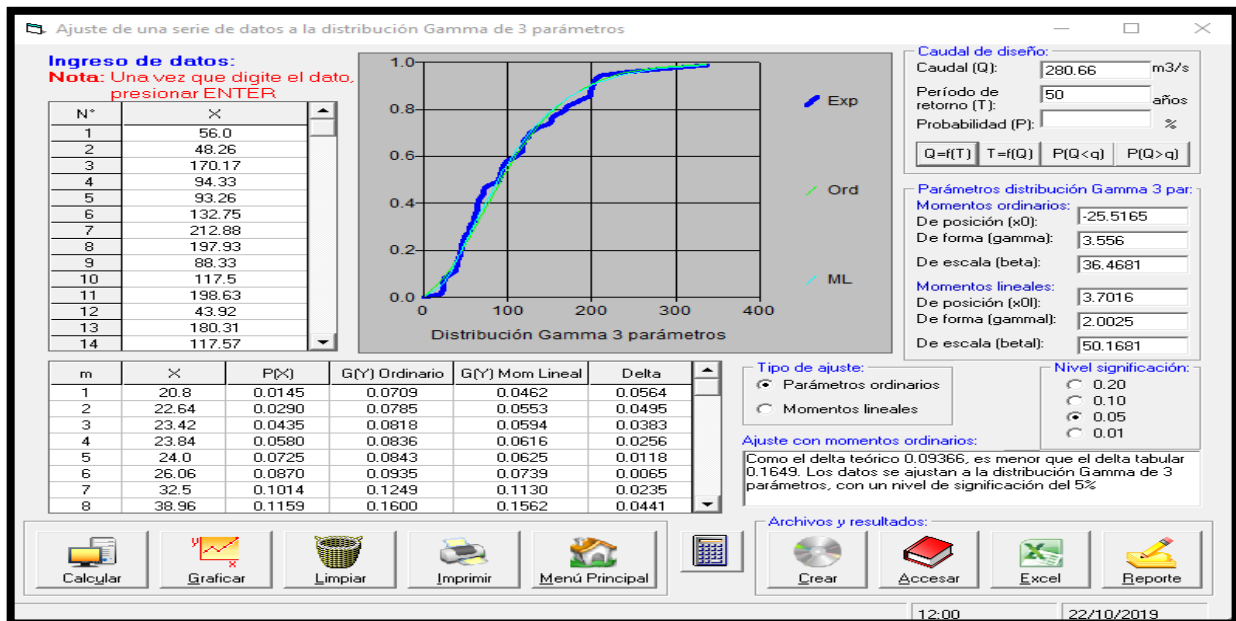 Ajuste de una serie de datos a la distribución Gamma de 3 parámetros
Ingreso de datos:
Nota: Una vez que digite el dato,
presionar ENTER
N° X
1 56.0
2 48.26
3 170.17
4 94.33
5 93.26
6 132.75
7 212.88
8 197.93
9 88.33
10 117.5
11 198.63
12 43.92
13 180.31
14 117.57
1.0
0.8
0.6
0.4
0.2
0.0
0 100 200 300 400
Distribución Gamma 3 parámetros
Exp
Ord
ML
Caudal de diseño:
Caudal (Q): 280.66 m3/s
Período de
retorno (T): 50 años
Probabilidad (P): %
Q=f(T) T=f(Q) P(Q<q) P(Q>q)
Parámetros distribución Gamma 3 par:
Momentos ordinarios:
De posición (x0): -25.5165
De forma (gamma): 3.556
De escala (beta): 36.4681
Momentos lineales:
De posición (x0l): 3.7016
De forma (gammal): 2.0025
De escala (betal): 50.1681
m X P(X) G(Y) Ordinario G(Y) Mom Lineal Delta
1 20.8 0.0145 0.0709 0.0462 0.0564
2 22.64 0.0290 0.0785 0.0553 0.0495
3 23.42 0.0435 0.0818 0.0594 0.0383
4 23.84 0.0580 0.0836 0.0616 0.0256
5 24.0 0.0725 0.0843 0.0625 0.0118
6 26.06 0.0870 0.0935 0.0739 0.0065
7 32.5 0.1014 0.1249 0.1130 0.0235
8 38.96 0.1159 0.1600 0.1562 0.0441
Tipo de ajuste:
Parámetros ordinarios
Momentos lineales
Nivel significación:
0.20
0.10
0.05
0.01
Ajuste con momentos ordinarios:
Como el delta teórico 0.09366, es menor que el delta tabular
0.1649. Los datos se ajustan a la distribución Gamma de 3
parámetros, con un nivel de significación del 5%
Calcular
Graficar
y
x
Limpiar
Imprimir
Menú Principal
Archivos y resultados:
Crear
Accesar
Excel
Reporte
12:00 22/10/2019